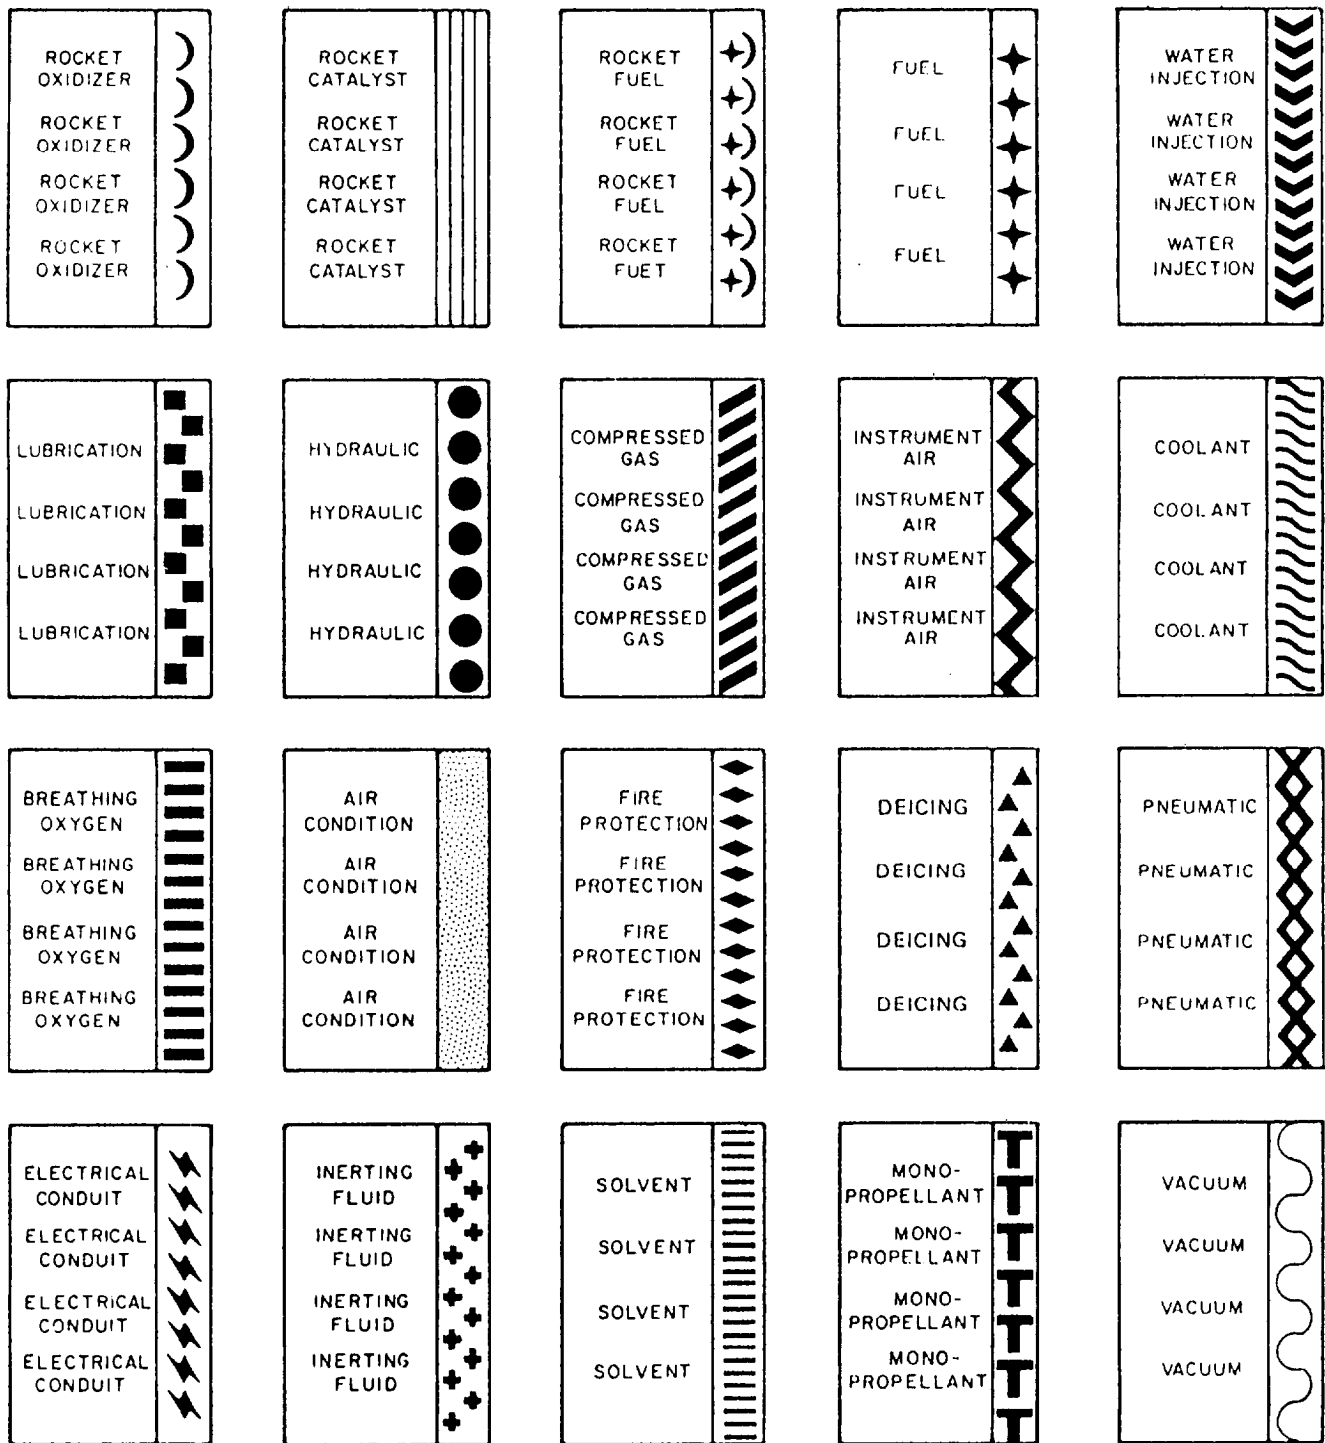 ROCKET
OXIDIZER
ROCKET
OXIDIZER
ROCKET
OXIDIZER
ROCKET
OXIDIZER
ROCKET
CATALYST
ROCKET
CATALYST
ROCKET
CATALYST
ROCKET
CATALYST
ROCKET
FUEL
ROCKET
FUEL
ROCKET
FUEL
ROCKET
FUET
FUEL
FUEL
FUEL
FUEL
WATER
INJECTION
WATER
INJECTION
WATER
INJECTION
WATER
INJECTION
LUBRICATION
LUBRICATION
LUBRICATION
LUBRICATION
HYDRAULIC
HYDRAULIC
HYDRAULIC
HYDRAULIC
COMPRESSED
GAS
COMPRESSED
GAS
COMPRESSED
GAS
COMPRESSED
GAS
INSTRUMENT
AIR
INSTRUMENT
AIR
INSTRUMENT
AIR
INSTRUMENT
AIR
COOLANT
COOLANT
COOLANT
COOLANT
BREATHING
OXYGEN
BREATHING
OXYGEN
BREATHING
OXYGEN
BREATHING
OXYGEN
AIR
CONDITION
AIR
CONDITION
AIR
CONDITION
AIR
CONDITION
FIRE
PROTECTION
FIRE
PROTECTION
FIRE
PROTECTION
FIRE
PROTECTION
DEICING
DEICING
DEICING
DEICING
PNEUMATIC
PNEUMATIC
PNEUMATIC
PNEUMATIC
ELECTRICAL
CONDUIT
ELECTRICAL
CONDUIT
ELECTRICAL
CONDUIT
ELECTRICAL
CONDUIT
INERTING
FLUID
INERTING
FLUID
INERTING
FLUID
INERTING
FLUID
SOLVENT
SOLVENT
SOLVENT
SOLVENT
MONO-
PROPELLANT
MONO-
PROPELLANT
MONO-
PROPELLANT
MONO-
PROPELLANT
VACUUM
VACUUM
VACUUM
VACUUM